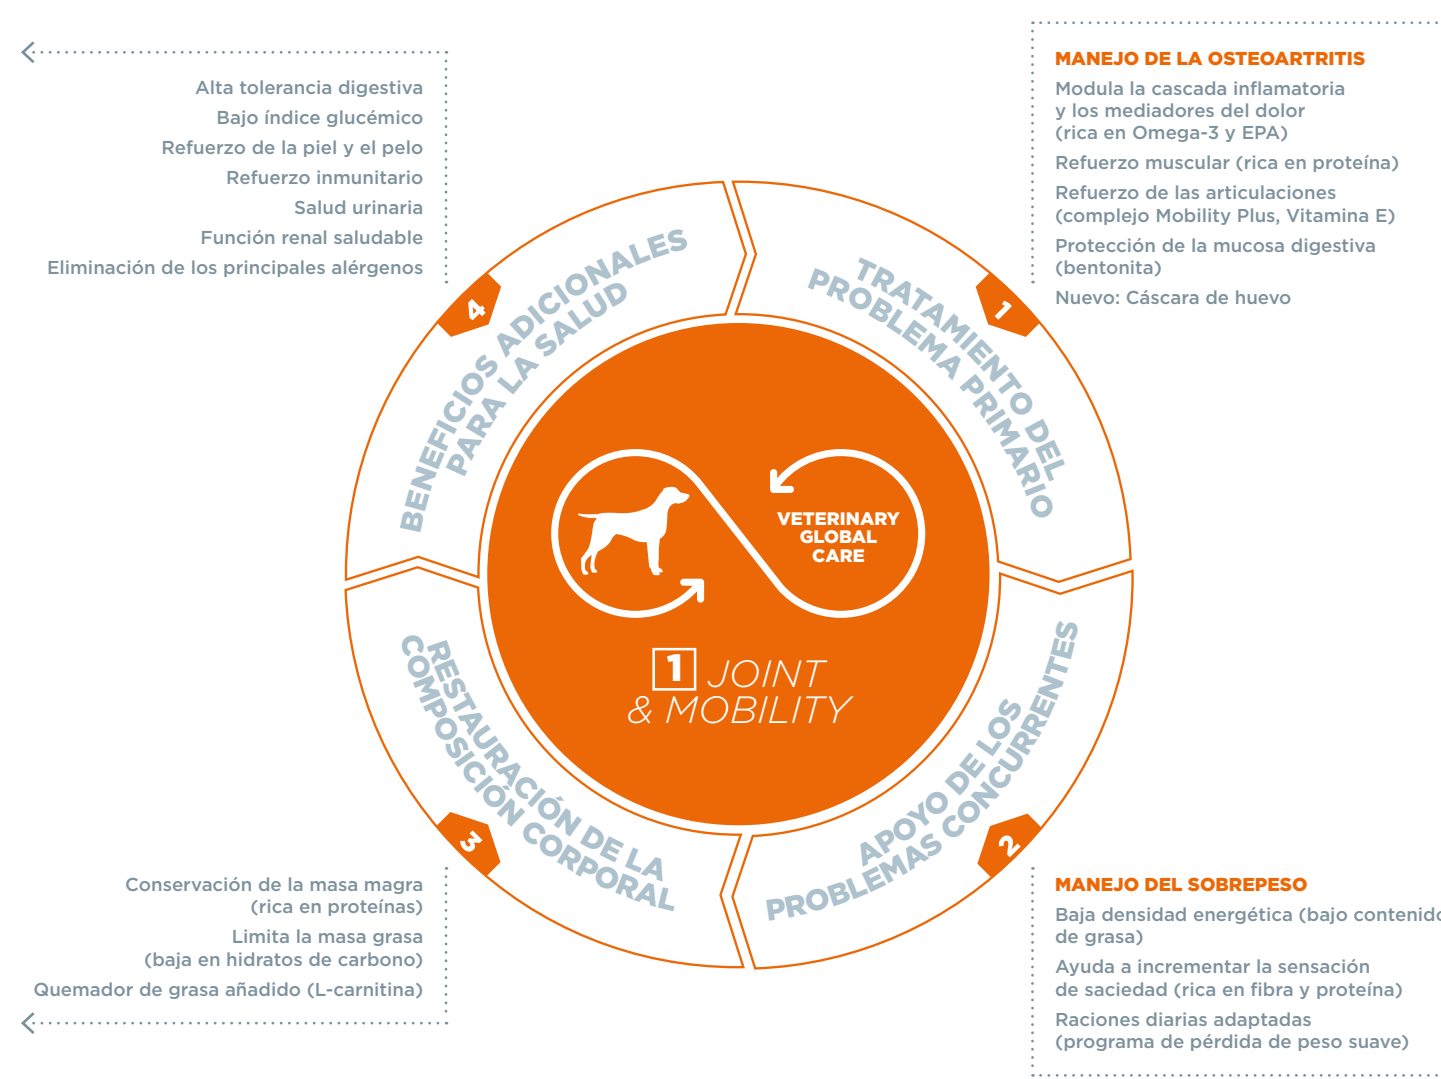 MANEJO DE LA OSTEOARTRITIS
Modula la cascada inflamatoria
y los mediadores del dolor
(rica en Omega-3 y EPA)
Refuerzo muscular (rica en proteína)
Refuerzo de las articulaciones
(complejo Mobility Plus, Vitamina E)
Protección de la mucosa digestiva
(bentonita)
Nuevo: Cáscara de huevo
Alta tolerancia digestiva
Bajo índice glucémico
Refuerzo de la piel y el pelo
Refuerzo inmunitario
Salud urinaria
Función renal saludable
Eliminación de los principales alérgenos
4
BENEFICIOS ADICIONALES
PARA LA SALUD
1
TRATAMIENTO DEL
PROBLEMA PRIMARIO
VETERINARY
GLOBAL
CARE
1 JOINT
& MOBILITY
3
RESTAURACIÓN DE LA
COMPOSICIÓN CORPORAL
2
APOYO DE LOS
PROBLEMAS CONCURRENTES
Conservación de la masa magra
(rica en proteínas)
Limita la masa grasa
(baja en hidratos de carbono)
Quemador de grasa añadido (L-carnitina)
MANEJO DEL SOBREPESO
Baja densidad energética (bajo contenido
de grasa)
Ayuda a incrementar la sensación
de saciedad (rica en fibra y proteína)
Raciones diarias adaptadas
(programa de pérdida de peso suave)